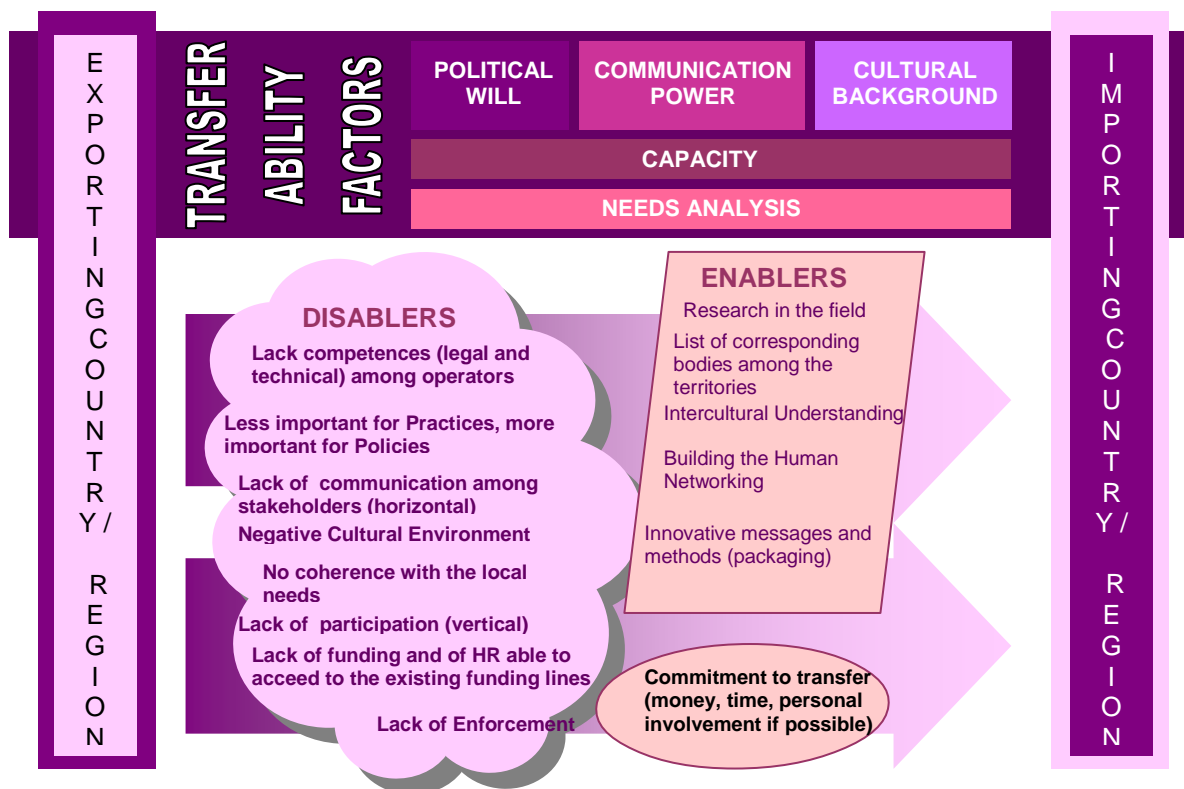 EXPORTINGCOUNTRY/ REGION
TRANSFER
ABILITY
FACTORS
POLITICAL
WILL
COMMUNICATION
POWER
CULTURAL
BACKGROUND
CAPACITY
NEEDS ANALYSIS
IMPORTINGCOUNTRY/ REGION
DISABLERS
Lack competences (legal and
technical) among operators
Less important for Practices, more
important for Policies
Lack of communication among
stakeholders (horizontal)
Negative Cultural Environment
No coherence with the local
needs
Lack of participation (vertical)
Lack of funding and of HR able to
acceed to the existing funding lines
Lack of Enforcement
ENABLERS
Research in the field
List of corresponding
bodies among the
territories
Intercultural Understanding
Building the Human
Networking
Innovative messages and
methods (packaging)
Commitment to transfer
(money, time, personal
involvement if possible)